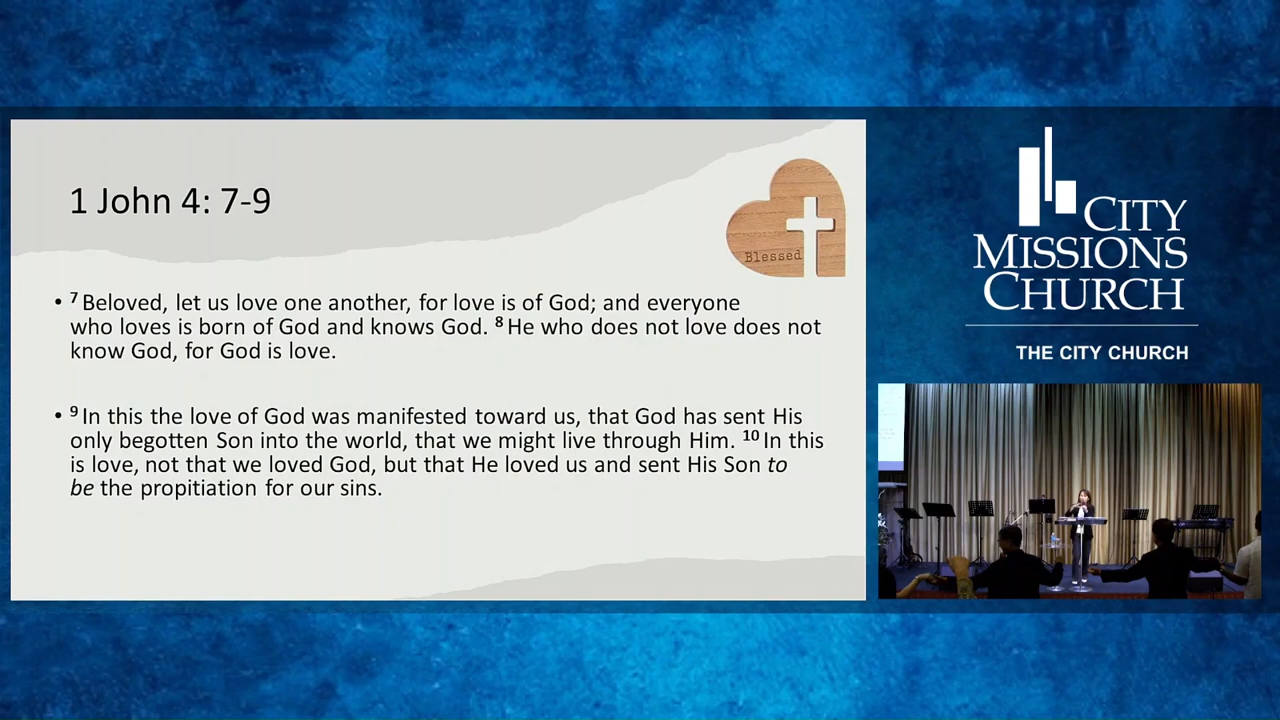 1 John 4: 7-9
Blessed
• ⁷ Beloved, let us love one another, for love is of God; and everyone
who loves is born of God and knows God. ⁸ He who does not love does not
know God, for God is love.
• ⁹ In this the love of God was manifested toward us, that God has sent His
only begotten Son into the world, that we might live through Him. ¹⁰ In this
is love, not that we loved God, but that He loved us and sent His Son to
be the propitiation for our sins.
CITY
MISSIONS
CHURCH
THE CITY CHURCH